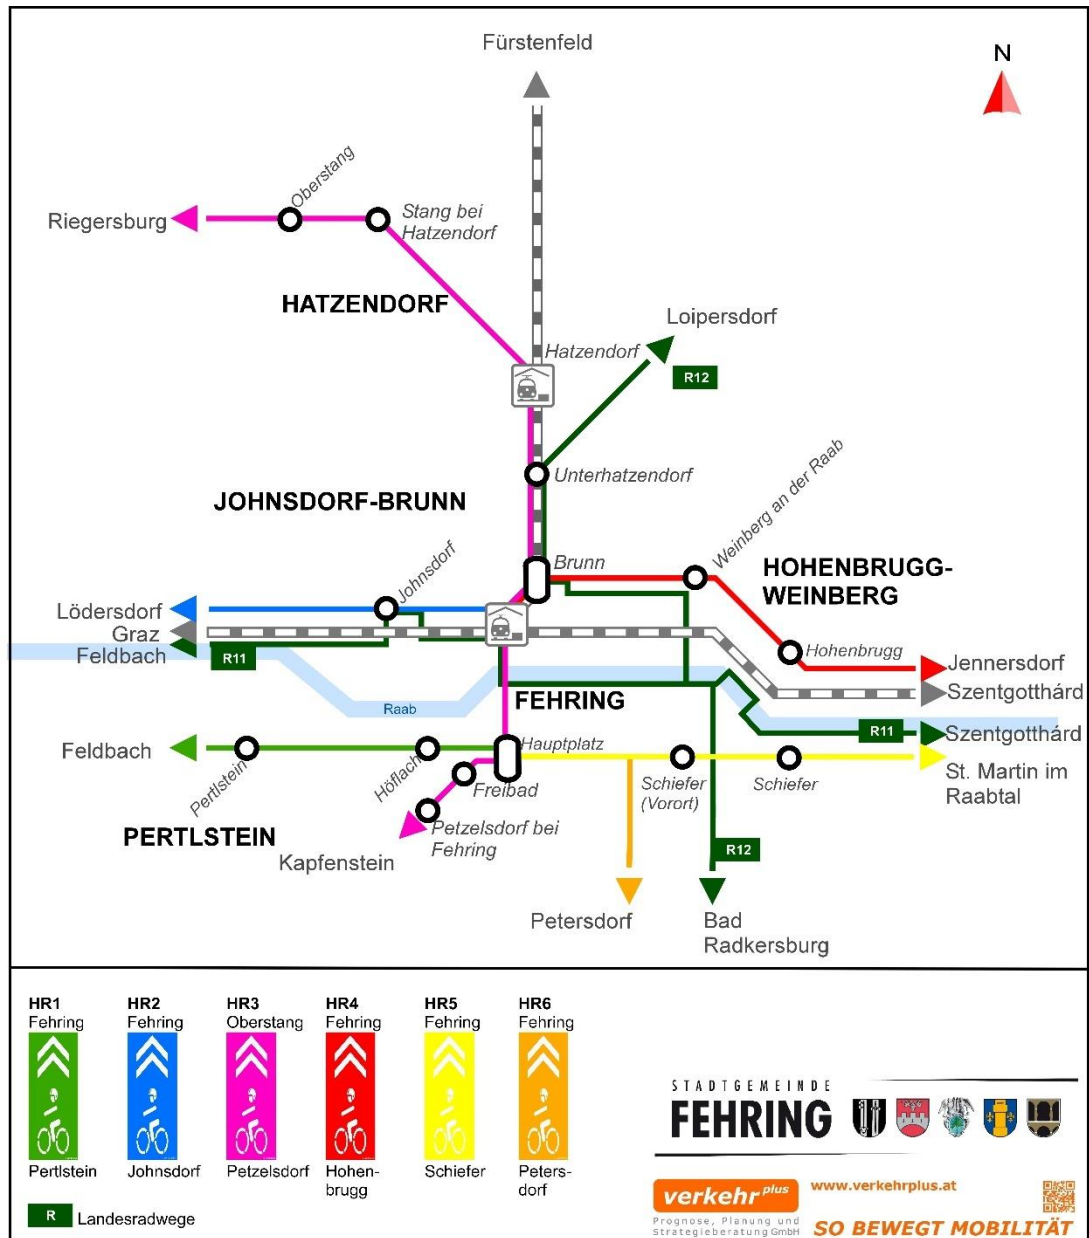 Fürstenfeld
N
Oberstang
Riegersburg
Stang bei
Hatzendorf
HATZENDORF
Loipersdorf
Hatzendorf
R12
Weinberg an der Raab
Unterhatzendorf
JOHNSDORF-BRUNN
Johnsdorf
Brunn
HOHENBRUGG-
WEINBERG
Lödersdorf
Graz
Feldbach
R11
Hohenbrugg
Jennersdorf
Szentgotthárd
Raab
FEHRING
R11
Szentgotthárd
Feldbach
Pertlstein
Höflach
Hauptplatz
Freibad
Schiefer
(Vorort)
Schiefer
St. Martin im
Raabtal
PERTLSTEIN
Petzelsdorf bei
Fehring
Kapfenstein
R12
Petersdorf
Bad
Radkersburg
HR1
Fehring
Pertlstein
HR2
Fehring
Johnsdorf
HR3
Oberstang
Petzelsdorf
HR4
Fehring
Hohen-
brugg
HR5
Fehring
Schiefer
HR6
Fehring
Peters-
dorf
R Landesradwege
STADTGEMEINDE
FEHRING
verkehr plus
Prognose, Planung und
Strategieberatung GmbH
www.verkehrplus.at
SO BEWEGT MOBILITÄT